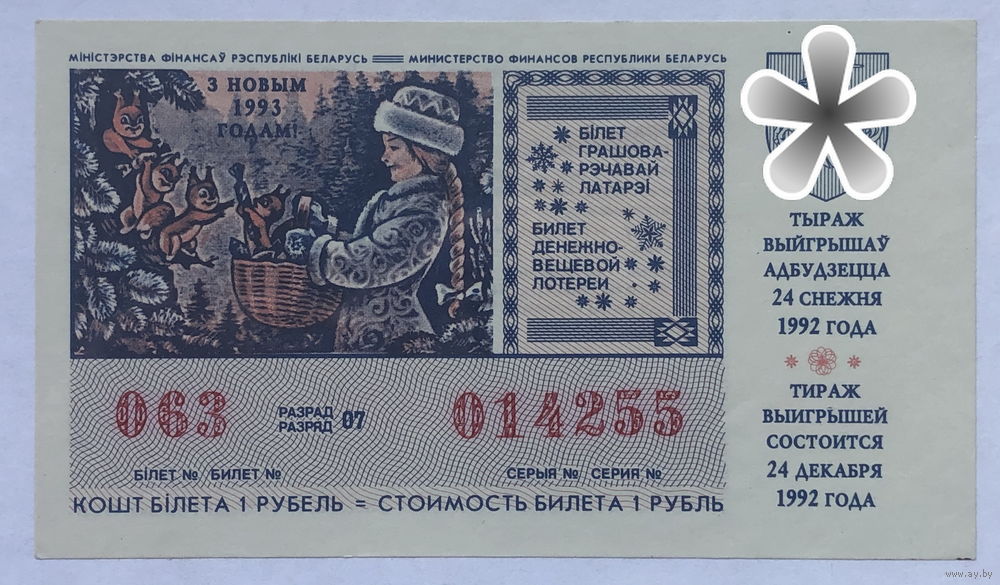 МІНІСТЭРСТВА ФІНАНСАЎ РЭСПУБЛІКІ БЕЛАРУСЬ МИНИСТЕРСТВО ФИНАНСОВ РЕСПУБЛИКИ БЕЛАРУСЬ
З НОВЫМ
1993
ГОДАМ!
БІЛЕТ
ГРАШОВА-
РЭЧАВАЙ
ЛАТАРЭІ
БИЛЕТ
ДЕНЕЖНО-
ВЕЩЕВОЙ
ЛОТЕРЕИ
ТЫРАЖ
ВЫЙГРЫШАЎ
АДБУДЗЕЦЦА
24 СНЕЖНЯ
1992 ГОДА
ТИРАЖ
ВЫИГРЫШЕЙ
СОСТОИТСЯ
24 ДЕКАБРЯ
1992 ГОДА
063
РАЗРАД
РАЗРЯД 07
014255
БІЛЕТ № БИЛЕТ №
СЕРЫЯ № СЕРИЯ №
КОШТ БІЛЕТА 1 РУБЕЛЬ = СТОИМОСТЬ БИЛЕТА 1 РУБЛЬ
www.ay.by